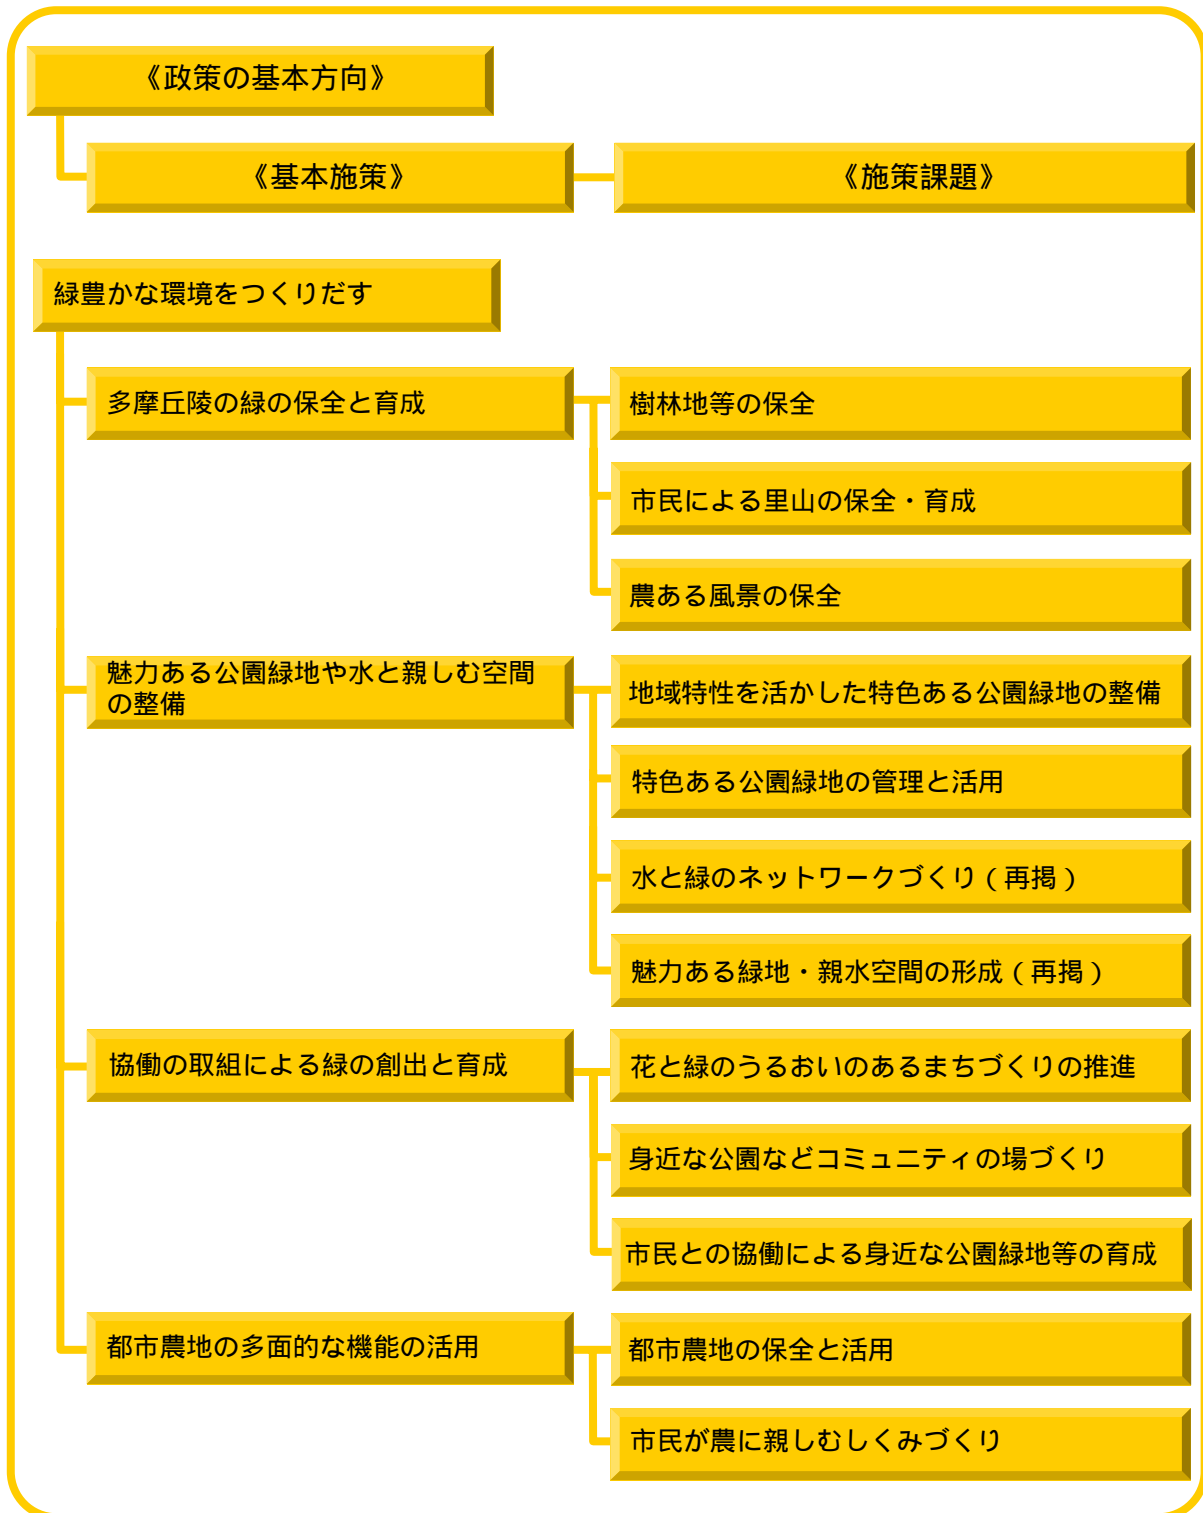 《政策の基本方向》
《基本施策》
《施策課題》
緑豊かな環境をつくりだす
多摩丘陵の緑の保全と育成
樹林地等の保全
市民による里山の保全・育成
農ある風景の保全
魅力ある公園緑地や水と親しむ空間
の整備
地域特性を活かした特色ある公園緑地の整備
特色ある公園緑地の管理と活用
水と緑のネットワークづくり（再掲）
魅力ある緑地・親水空間の形成（再掲）
協働の取組による緑の創出と育成
花と緑のうるおいのあるまちづくりの推進
身近な公園などコミュニティの場づくり
市民との協働による身近な公園緑地等の育成
都市農地の多面的な機能の活用
都市農地の保全と活用
市民が農に親しむしくみづくり